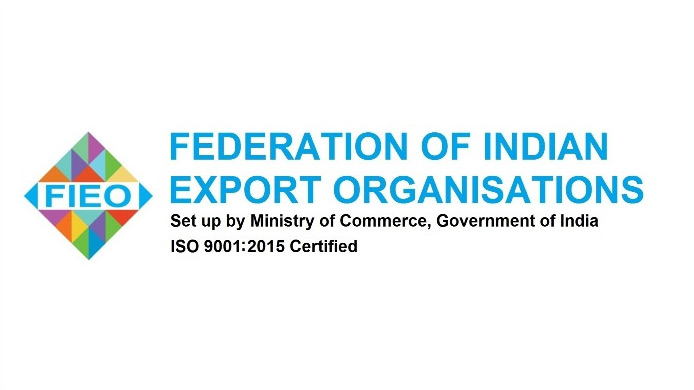 FIEO
FEDERATION OF INDIAN
EXPORT ORGANISATIONS
Set up by Ministry of Commerce, Government of India
ISO 9001:2015 Certified